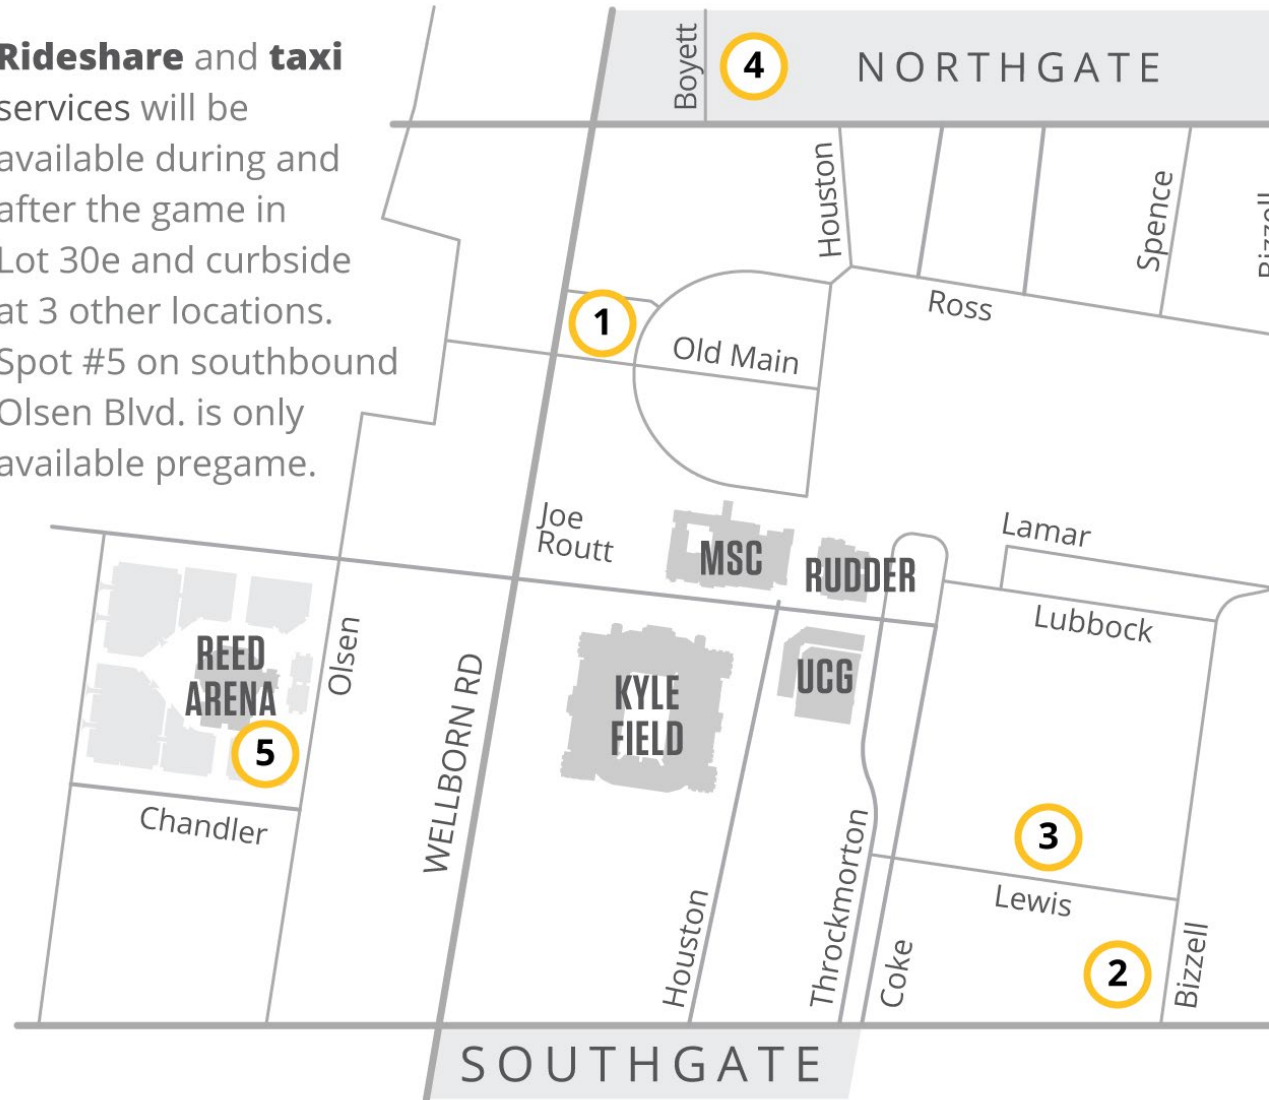 Rideshare and taxi
services will be
available during and
after the game in
Lot 30e and curbside
at 3 other locations.
Spot #5 on southbound
Olsen Blvd. is only
available pregame.
Boyett
4
NORTHGATE
Houston
Spence
Bizzell
1
Old Main
Ross
Joe
Routt
MSC
RUDDER
Lamar
Lubbock
REED
ARENA
5
Olsen
Chandler
WELLBORN RD
KYLE
FIELD
UCG
Houston
Throckmorton
Coke
3
Lewis
2
Bizzell
SOUTHGATE